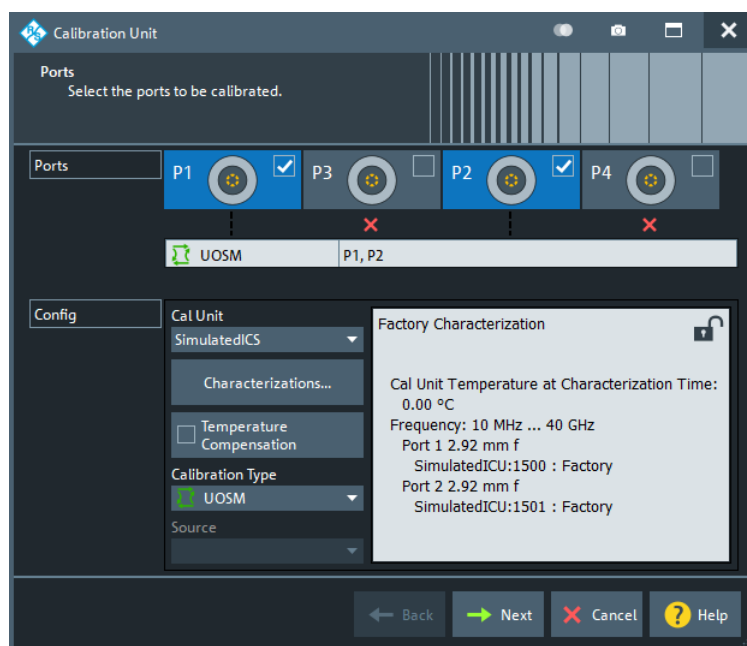 Calibration Unit
Ports
Select the ports to be calibrated.
Ports
P1 P3 P2 P4
UOSM P1, P2
Config
Cal Unit
SimulatedICS
Characterizations...
Temperature
Compensation
Calibration Type
UOSM
Source
Factory Characterization
Cal Unit Temperature at Characterization Time:
0.00 °C
Frequency: 10 MHz ... 40 GHz
Port 1 2.92 mm f
SimulatedICU:1500 : Factory
Port 2 2.92 mm f
SimulatedICU:1501 : Factory
Back Next Cancel ? Help